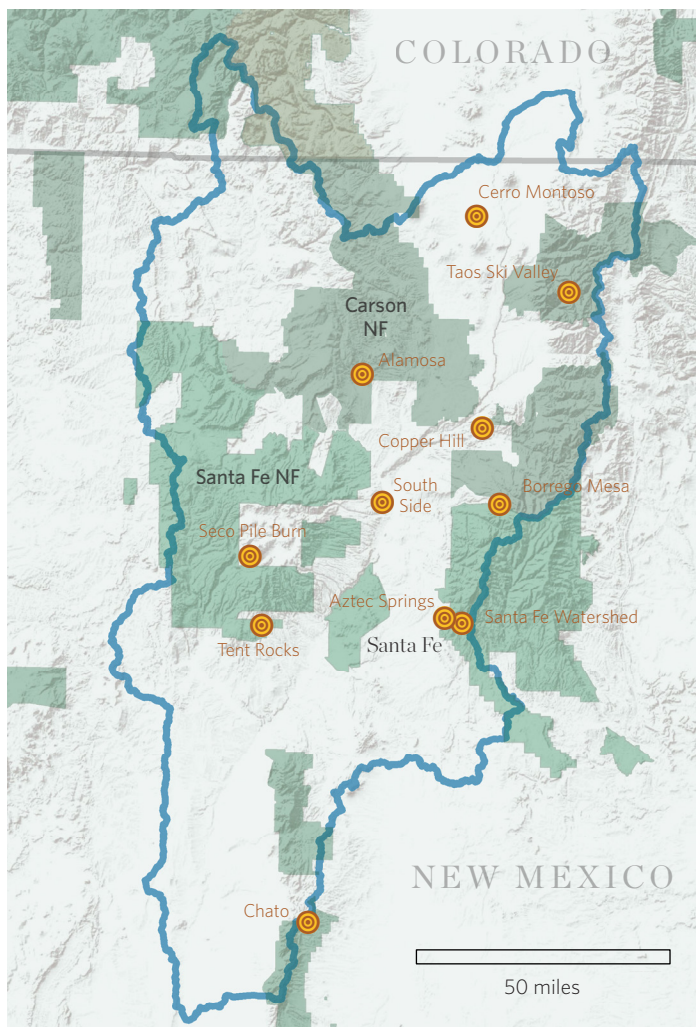 COLORADO
Cerro Montoso
Taos Ski Valley
Carson
NF
Alamosa
Copper Hill
Santa Fe NF
South
Side
Borrego Mesa
Seco Pile Burn
Aztec Springs
Santa Fe Watershed
Santa Fe
Tent Rocks
NEW MEXICO
Chato
50 miles